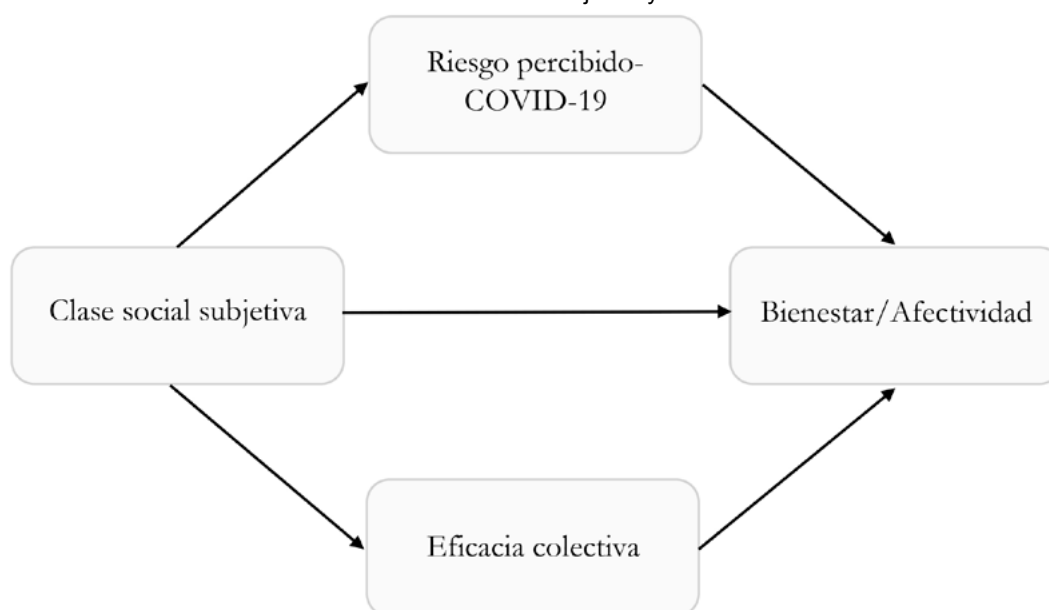 Riesgo percibido-
COVID-19
Clase social subjetiva
Bienestar/Afectividad
Eficacia colectiva